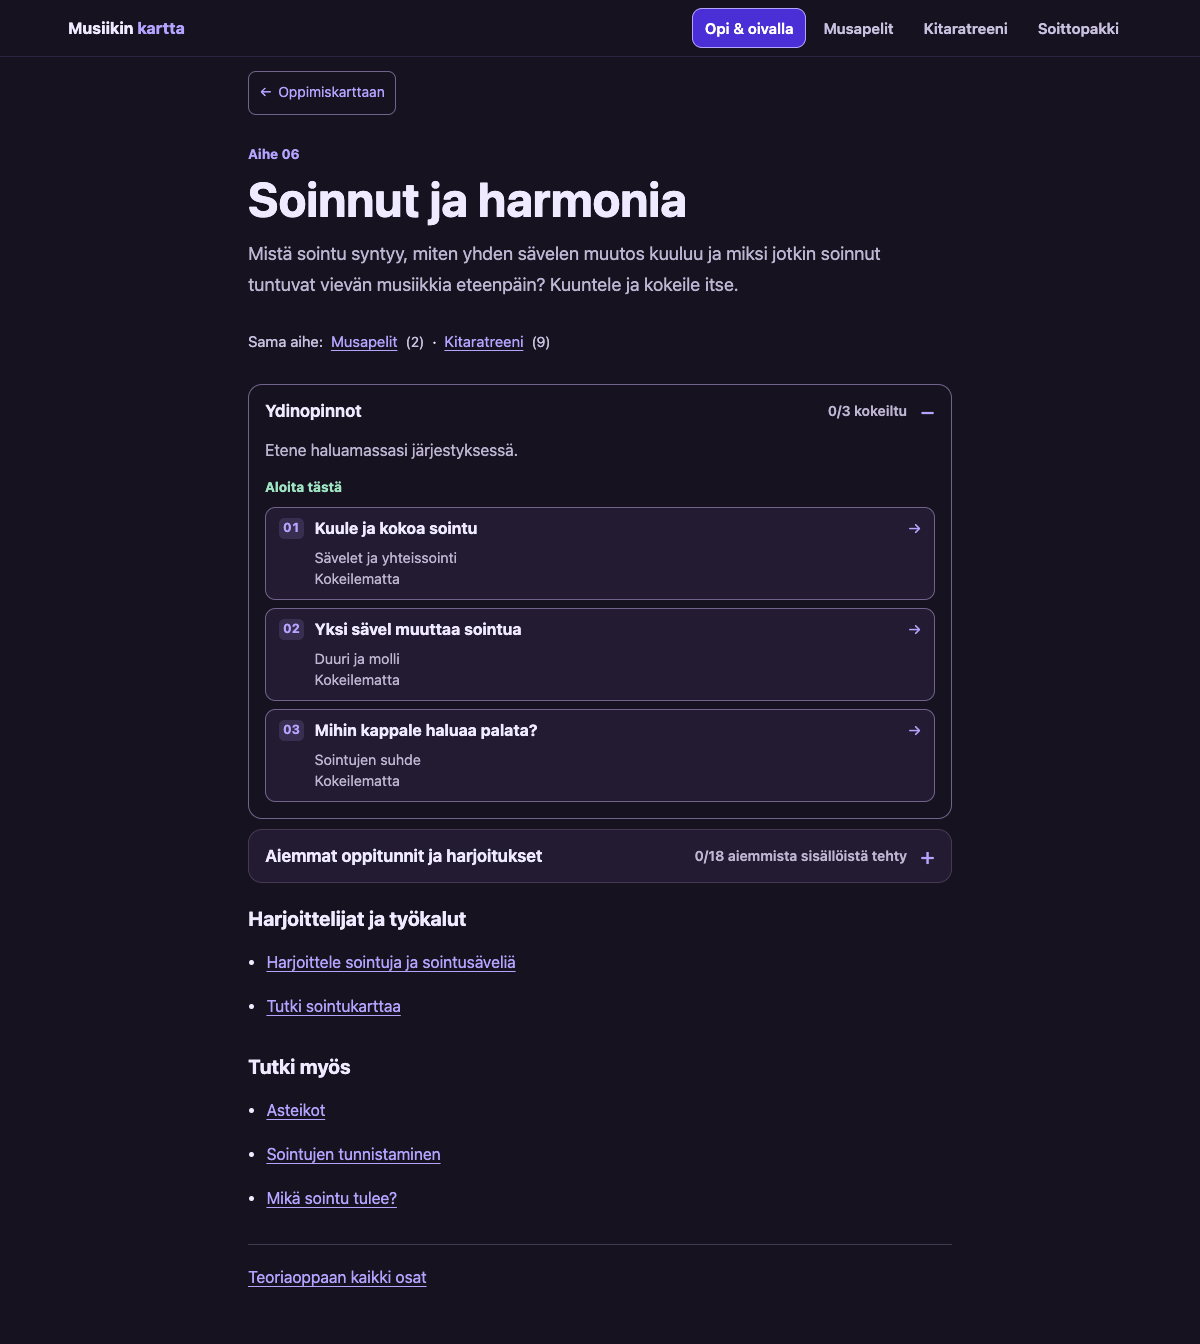 Musiikin kartta
Opi & oivalla
Musapelit
Kitaratreeni
Soittopakki
← Oppimiskarttaan
Aihe 06
Soinnut ja harmonia
Mistä sointu syntyy, miten yhden sävelen muutos kuuluu ja miksi jotkin soinnut
tuntuvat vievän musiikkia eteenpäin? Kuuntele ja kokeile itse.
Sama aihe: Musapelit (2) · Kitaratreeni (9)
Ydinopinnot 0/3 kokeiltu −
Etene haluamassasi järjestyksessä.
Aloita tästä
01 Kuule ja kokoa sointu →
Sävelet ja yhteissointi
Kokeilematta
02 Yksi sävel muuttaa sointua →
Duuri ja molli
Kokeilematta
03 Mihin kappale haluaa palata? →
Sointujen suhde
Kokeilematta
Aiemmat oppitunnit ja harjoitukset 0/18 aiemmista sisällöistä tehty +
Harjoittelijat ja työkalut
• Harjoittele sointuja ja sointusäveliä
• Tutki sointukarttaa
Tutki myös
• Asteikot
• Sointujen tunnistaminen
• Mikä sointu tulee?
Teoriaoppaan kaikki osat